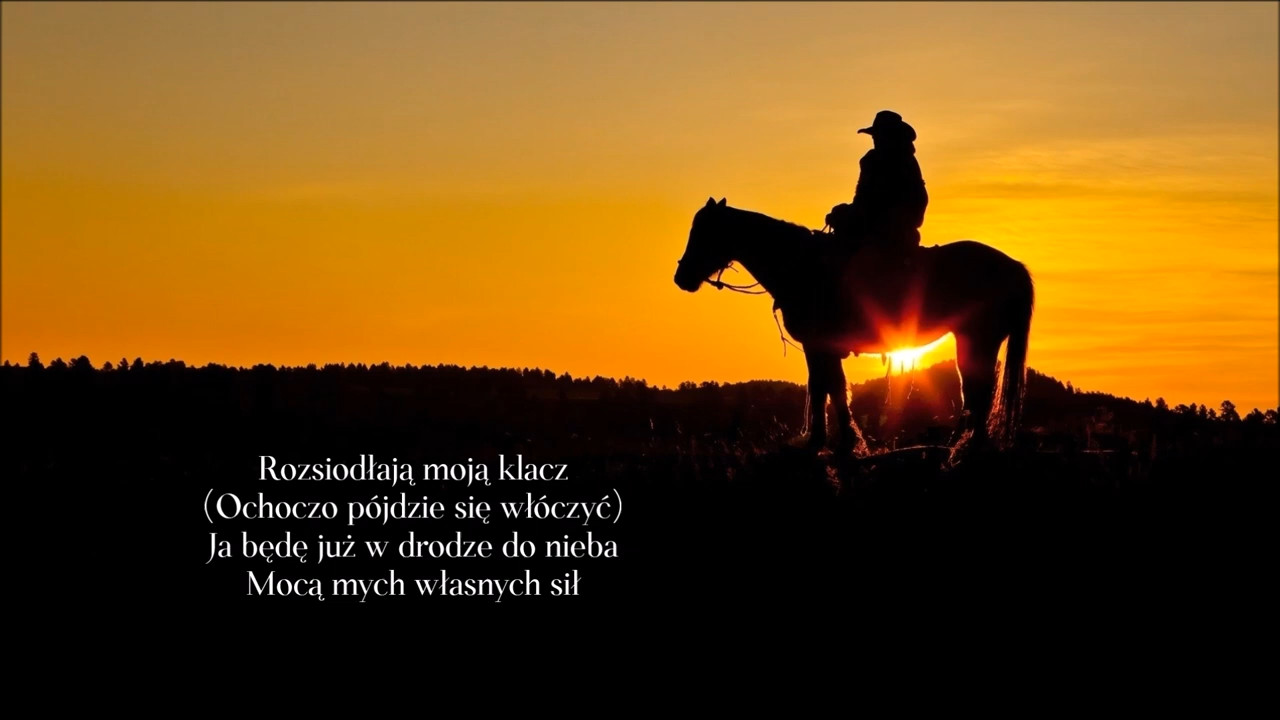 Rozsiodłają moją klacz
(Ochoczo pójdzie się włóczyć)
Ja będę już w drodze do nieba
Mocą mych własnych sił